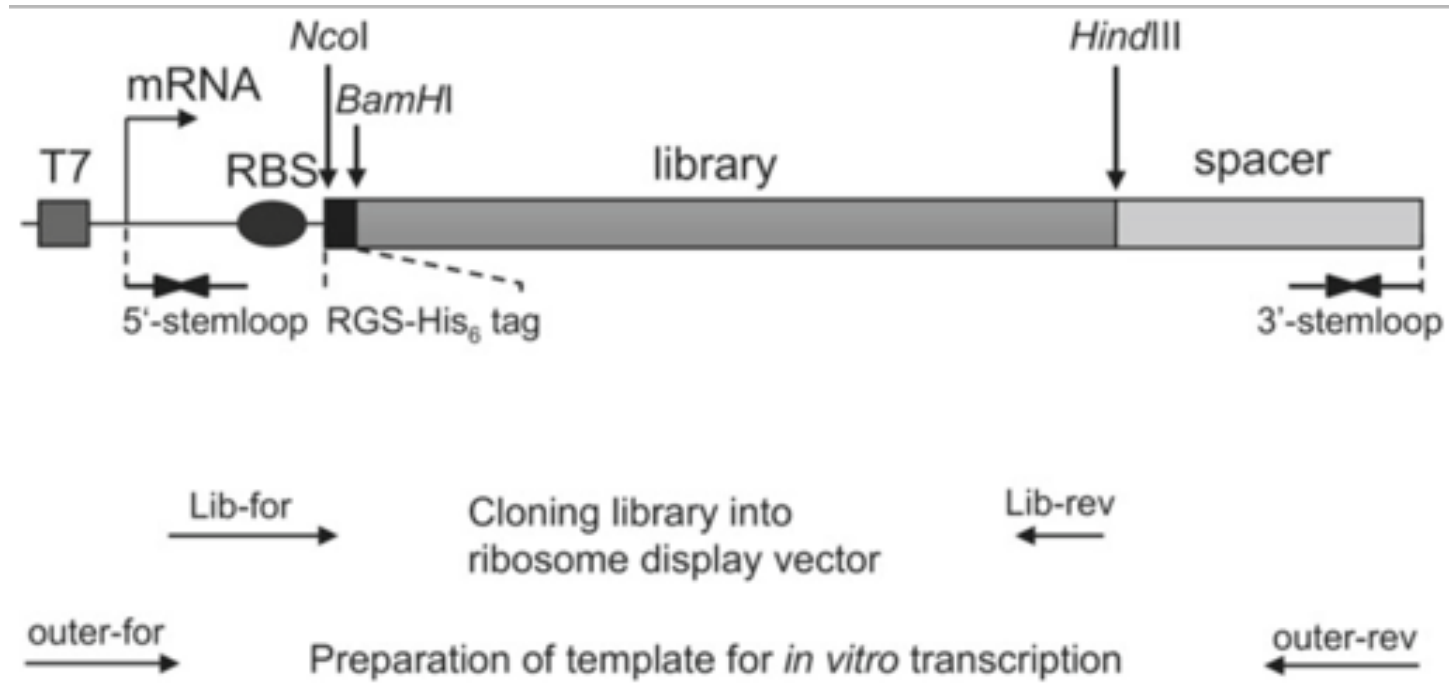 NcoI
HindIII
mRNA
BamHI
T7
RBS
library
spacer
5‘-stemloop
RGS-His₆ tag
3’-stemloop
Lib-for
Cloning library into
ribosome display vector
Lib-rev
outer-for
Preparation of template for in vitro transcription
outer-rev